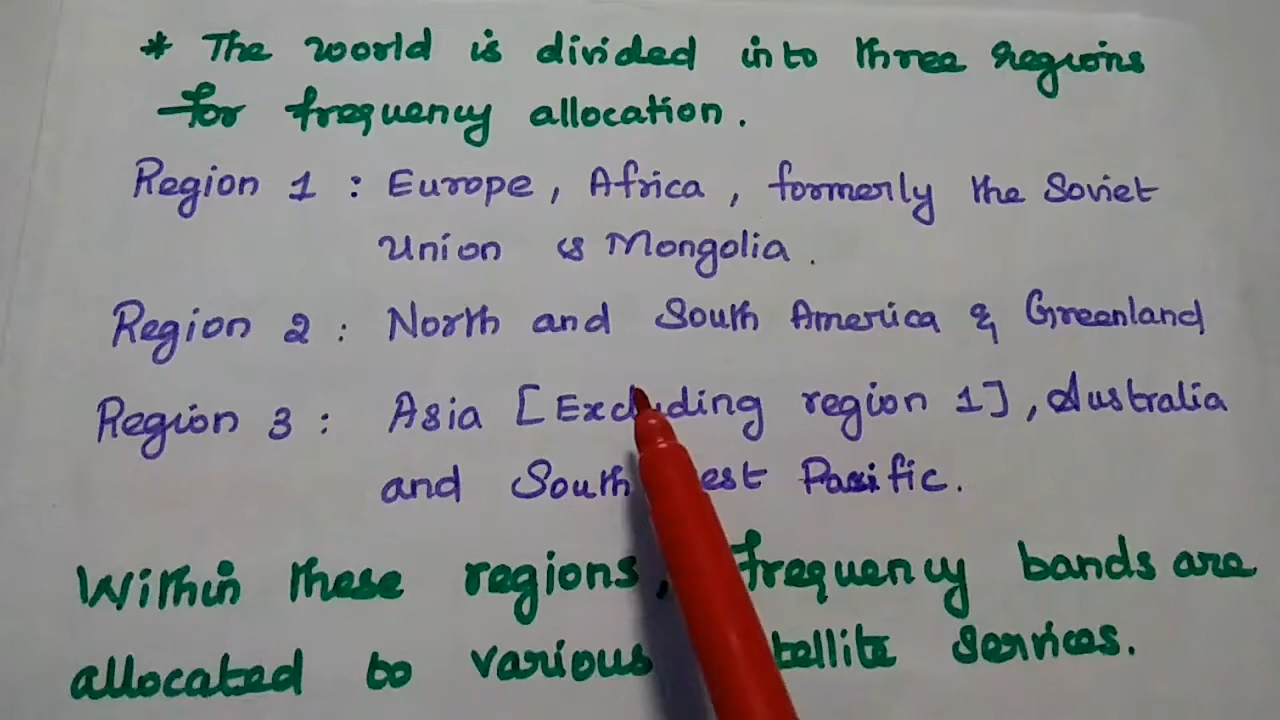 * The world is divided into three regions
for frequency allocation.
Region 1 : Europe, Africa, formerly the Soviet
Union & Mongolia.
Region 2 : North and South America & Greenland
Region 3 : Asia [Excluding region 1], Australia
and South est Pacific.
Within these regions, frequency bands are
allocated to various tellite services.